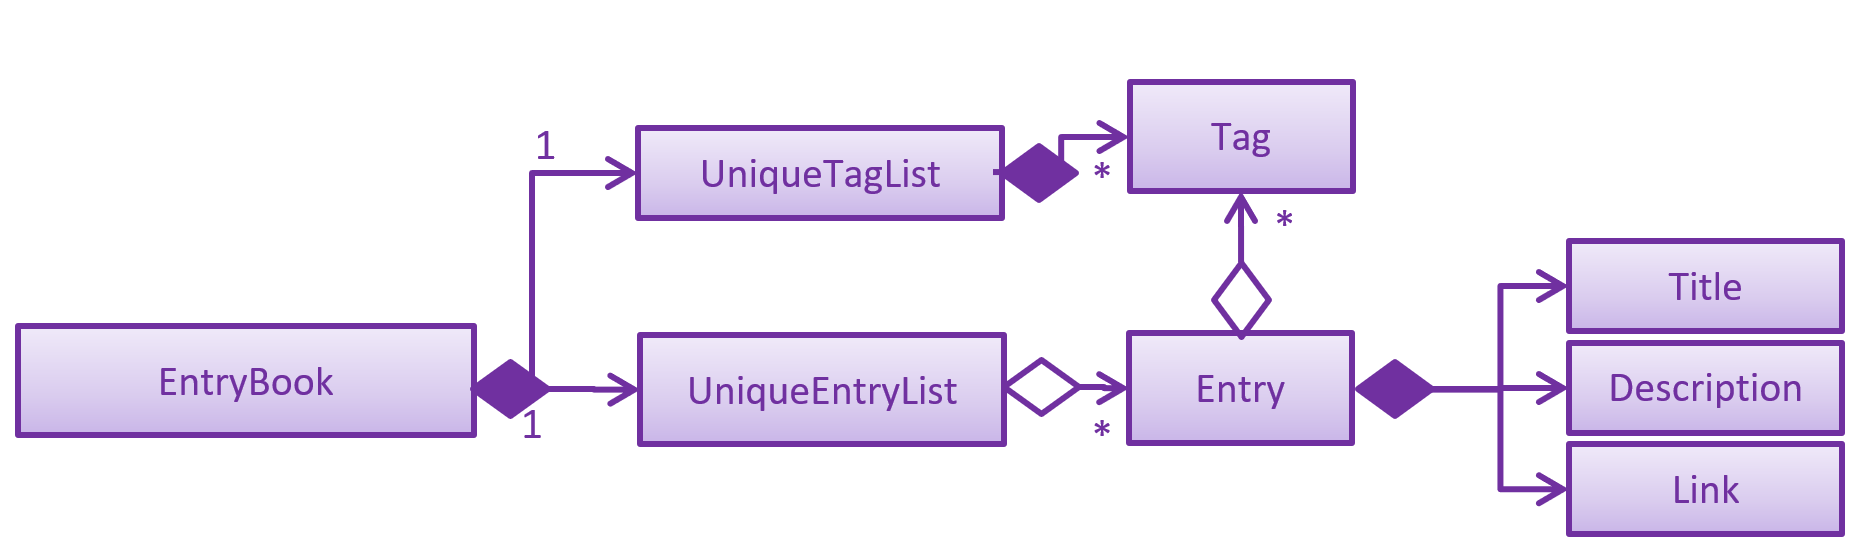 1
UniqueTagList
*
Tag
*
EntryBook
1
UniqueEntryList
*
Entry
Title
Description
Link